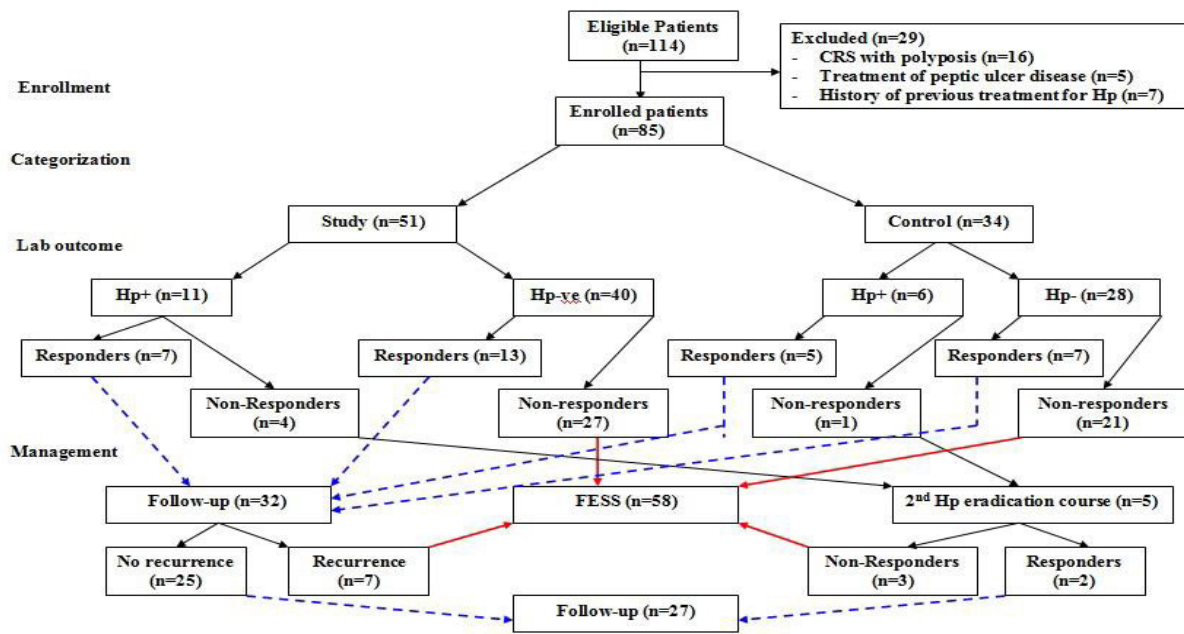 Eligible Patients
(n=114)
Excluded (n=29)
- CRS with polyposis (n=16)
- Treatment of peptic ulcer disease (n=5)
- History of previous treatment for Hp (n=7)
Enrollment
Enrolled patients
(n=85)
Categorization
Study (n=51)
Control (n=34)
Lab outcome
Hp+ (n=11)
Hp-ve (n=40)
Hp+ (n=6)
Hp- (n=28)
Responders (n=7)
Responders (n=13)
Responders (n=5)
Responders (n=7)
Non-Responders
(n=4)
Non-responders
(n=27)
Non-responders
(n=1)
Non-responders
(n=21)
Management
Follow-up (n=32)
FESS (n=58)
2nd Hp eradication course (n=5)
No recurrence
(n=25)
Recurrence
(n=7)
Non-Responders
(n=3)
Responders
(n=2)
Follow-up (n=27)